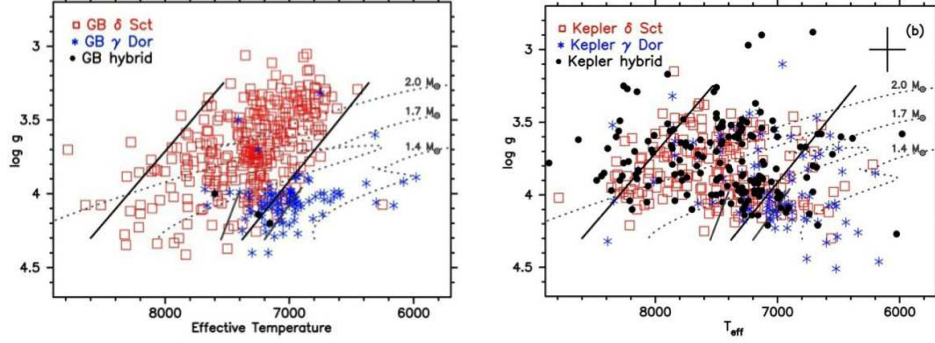 GB δ Sct
GB γ Dor
GB hybrid
2.0 M⊙
1.7 M⊙
1.4 M⊙
3
3.5
4
4.5
log g
8000
7000
6000
Effective Temperature
Kepler δ Sct
Kepler γ Dor
Kepler hybrid
(b)
2.0 M⊙
1.7 M⊙
1.4 M⊙
3
3.5
4
4.5
log g
8000
7000
6000
Teff